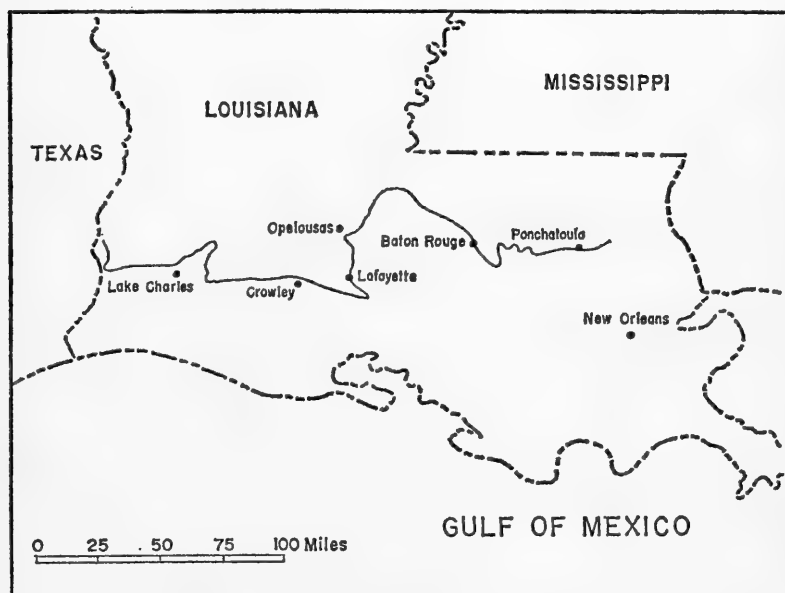 MISSISSIPPI
LOUISIANA
TEXAS
Opelousas
Baton Rouge
Ponchatoula
Lake Charles
Crowley
Lafayette
New Orleans
GULF OF MEXICO
0 25 50 75 100 Miles